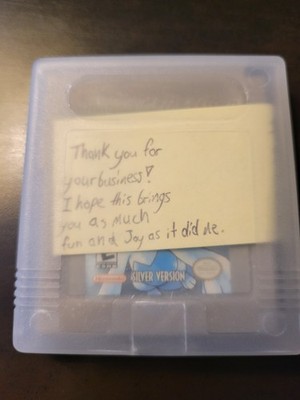 Thank you for
your business!
I hope this brings
you as much
fun and Joy as it did me.
E
Nintendo
SILVER VERSION